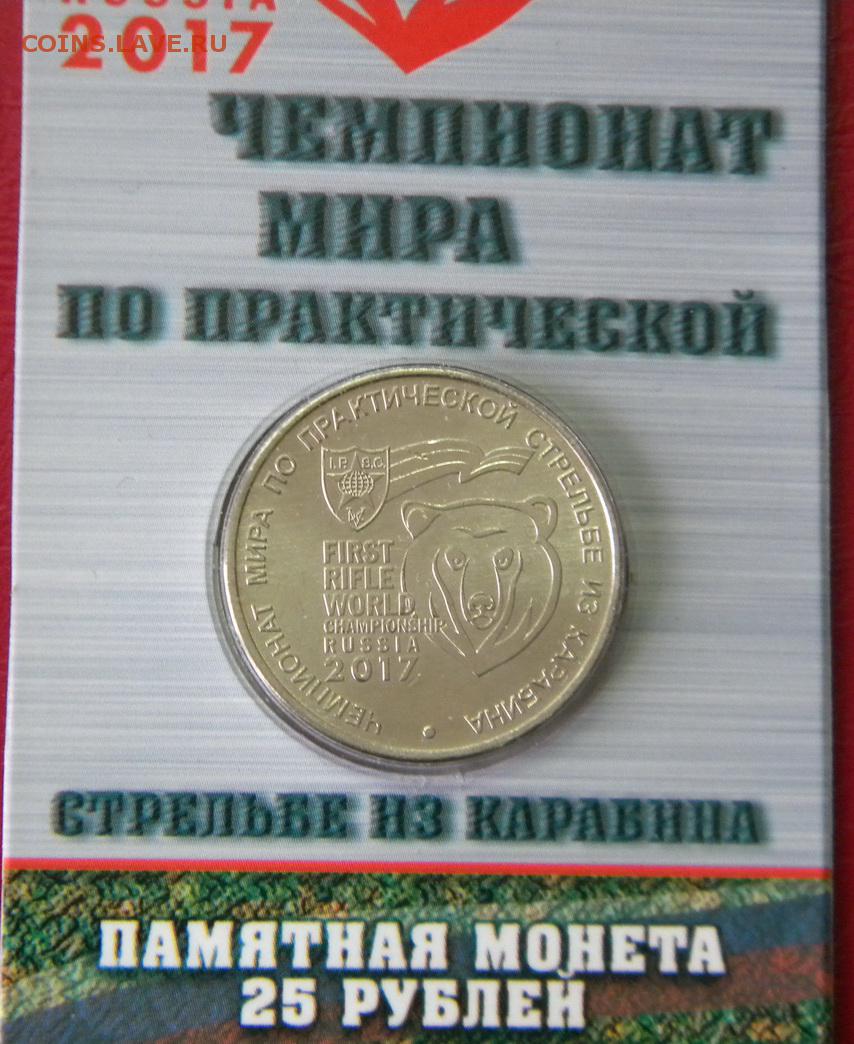 RUSSIA
COINS.LAVE.RU
2017
ЧЕМПИОНАТ
МИРА
ПО ПРАКТИЧЕСКОЙ
ЧЕМПИОНАТ МИРА ПО ПРАКТИЧЕСКОЙ СТРЕЛЬБЕ ИЗ КАРАБИНА
I.P.S.C.
DVC
FIRST
RIFLE
WORLD
CHAMPIONSHIP
RUSSIA
2017
СТРЕЛЬБЕ ИЗ КАРАБИНА
ПАМЯТНАЯ МОНЕТА
25 РУБЛЕЙ